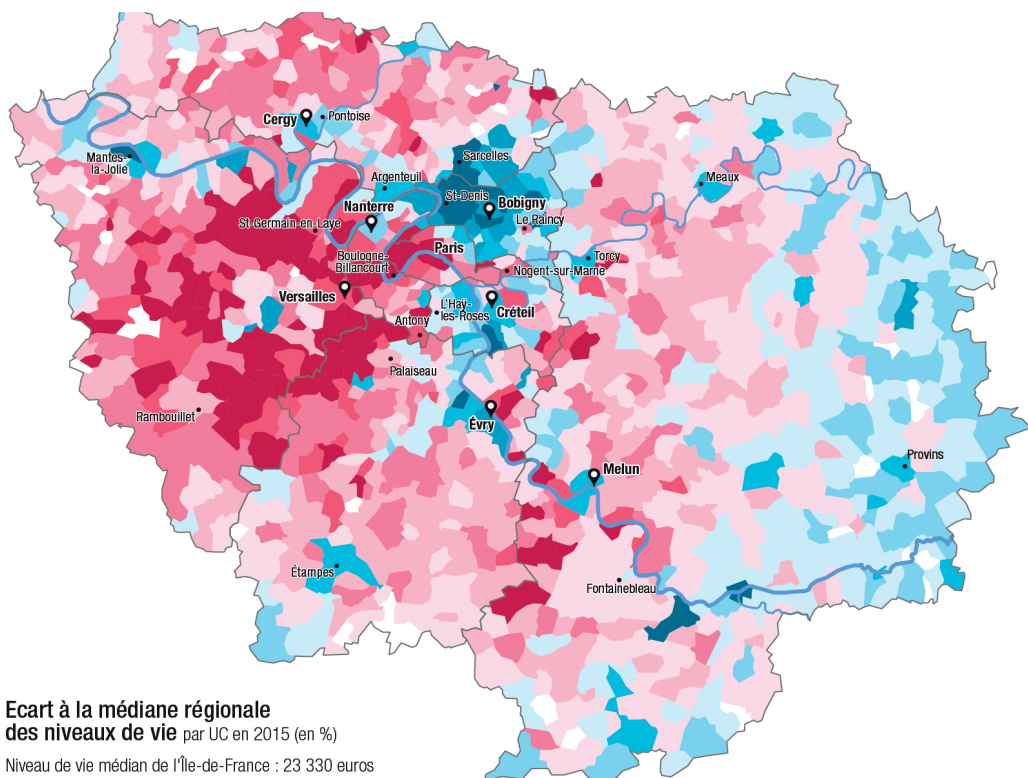 Cergy
Pontoise
Mantes-
la-Jolie
Sarcelles
Argenteuil
St-Denis
Bobigny
Nanterre
St-Germain-en-Laye
Le Raincy
Meaux
Paris
Boulogne-
Billancourt
Torcy
Nogent-sur-Marne
Versailles
L'Haÿ-
les-Roses
Créteil
Antony
Palaiseau
Rambouillet
Évry
Melun
Provins
Étampes
Fontainebleau
Ecart à la médiane régionale
des niveaux de vie par UC en 2015 (en %)
Niveau de vie médian de l'Île-de-France : 23 330 euros